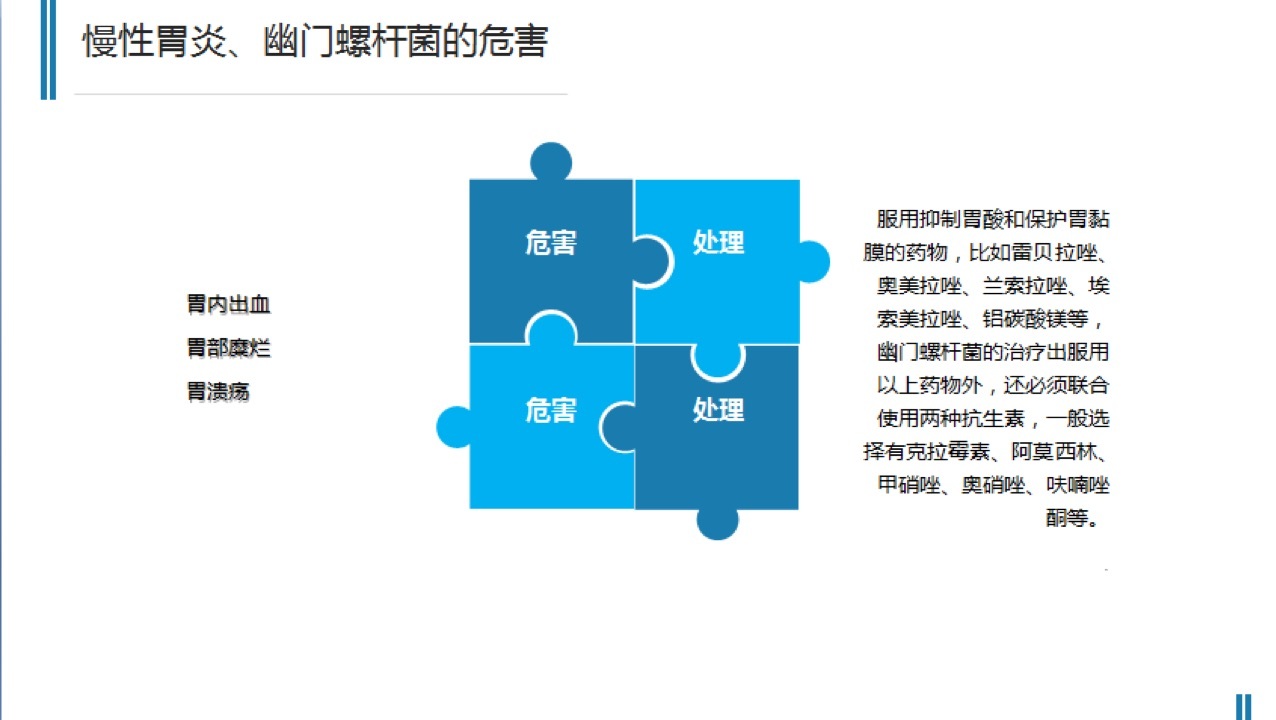 慢性胃炎、幽门螺杆菌的危害
危害
处理
危害
处理
胃内出血
胃部糜烂
胃溃疡
服用抑制胃酸和保护胃黏
膜的药物，比如雷贝拉唑、
奥美拉唑、兰索拉唑、埃
索美拉唑、铝碳酸镁等，
幽门螺杆菌的治疗出服用
以上药物外，还必须联合
使用两种抗生素，一般选
择有克拉霉素、阿莫西林、
甲硝唑、奥硝唑、呋喃唑
酮等。
.